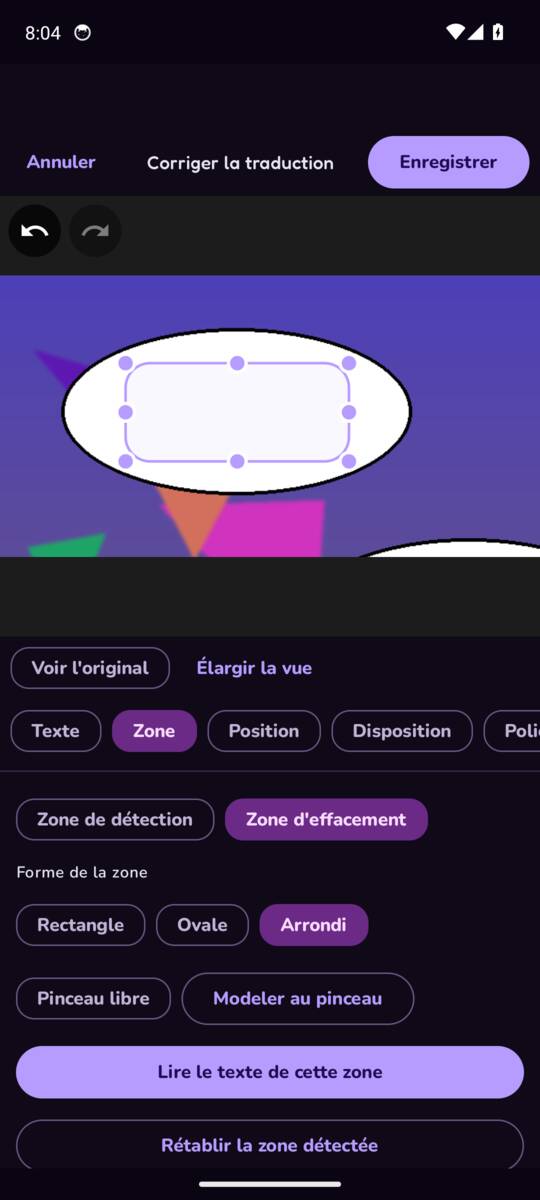 8:04
Annuler
Corriger la traduction
Enregistrer
Voir l'original
Élargir la vue
Texte
Zone
Position
Disposition
Poli
Zone de détection
Zone d'effacement
Forme de la zone
Rectangle
Ovale
Arrondi
Pinceau libre
Modeler au pinceau
Lire le texte de cette zone
Rétablir la zone détectée